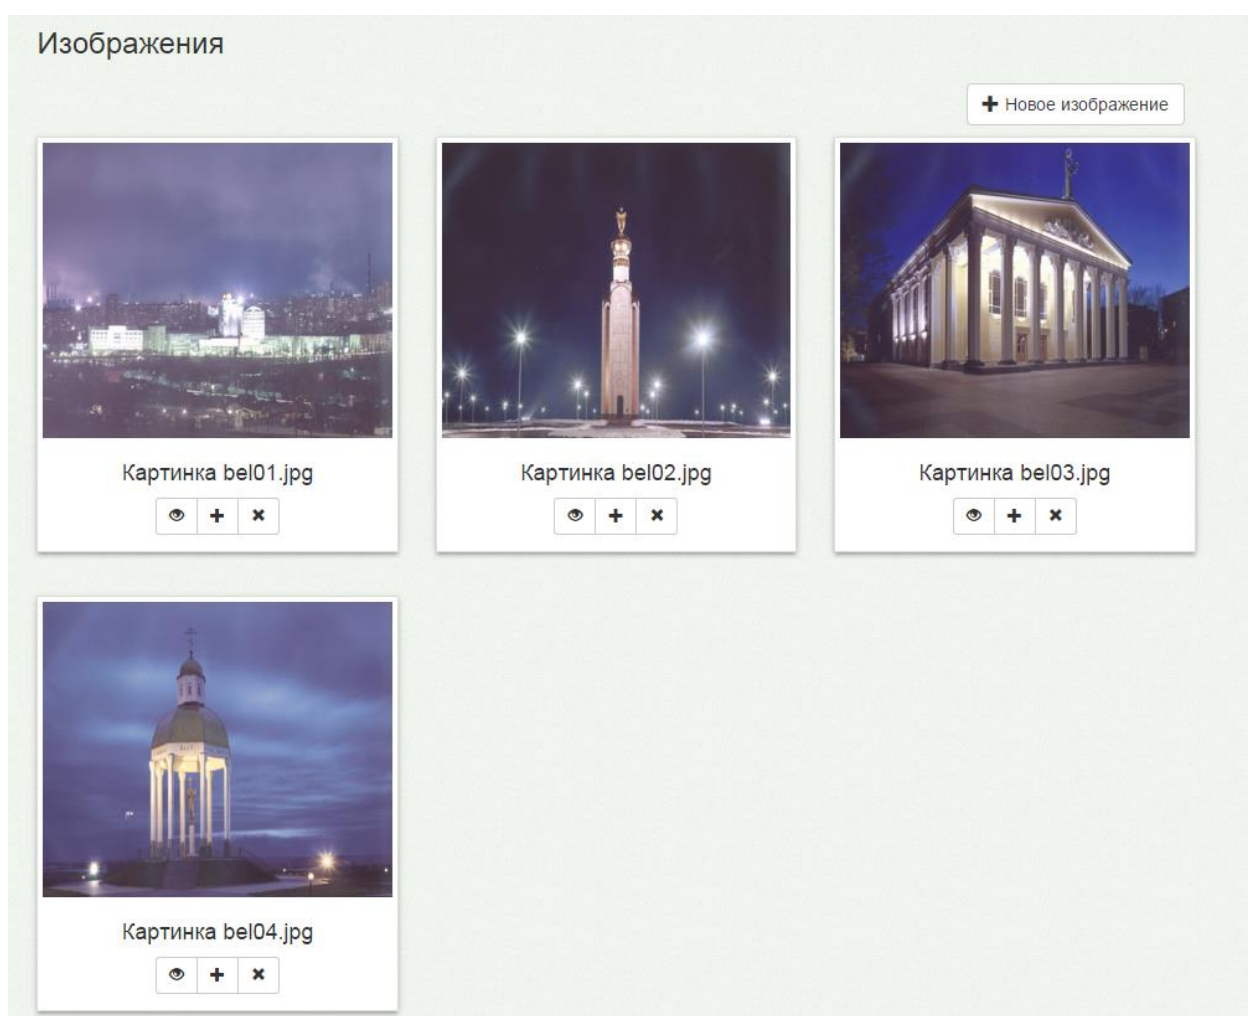 Изображения
Новое изображение
Картинка bel01.jpg
Картинка bel02.jpg
Картинка bel03.jpg
Картинка bel04.jpg